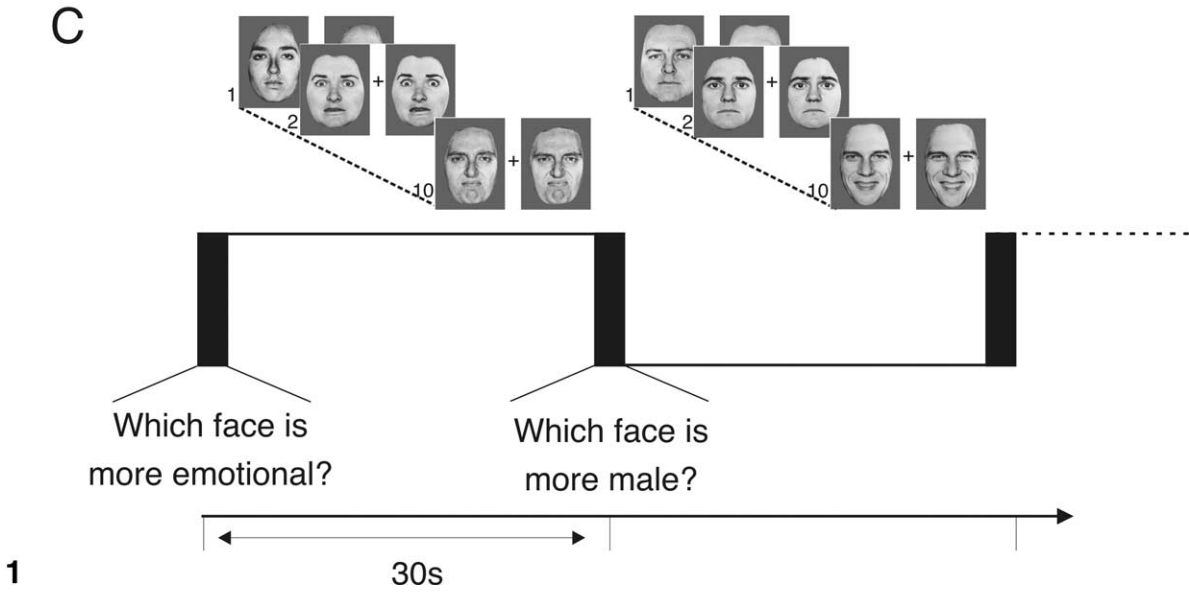 C
1
2
+
+
10
+
1
2
+
10
+
Which face is
more emotional?
Which face is
more male?
30s
1